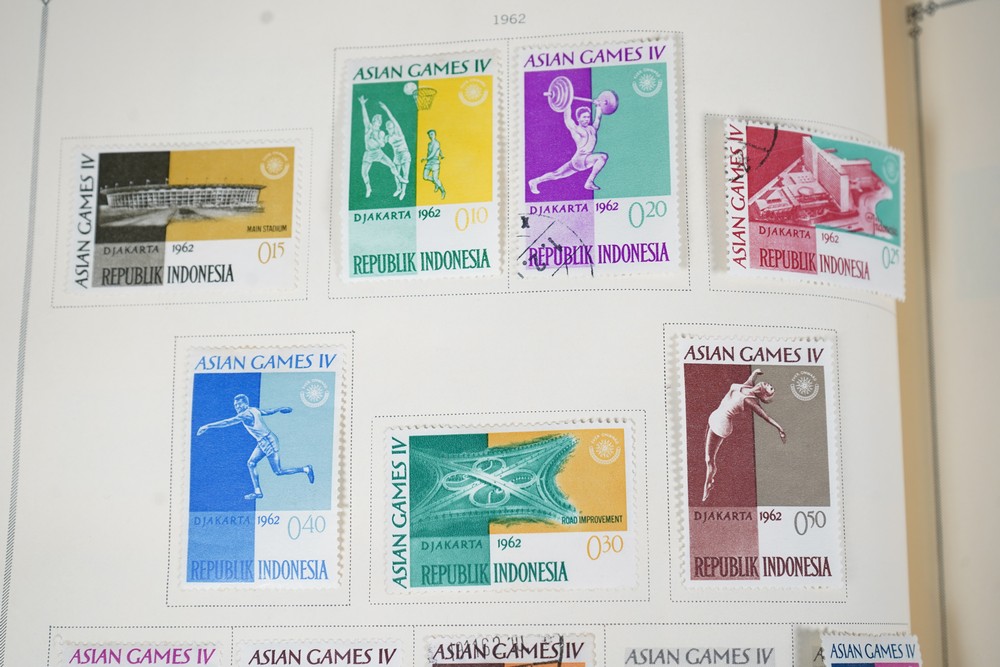 1962
ASIAN GAMES IV
MAIN STADIUM
DJAKARTA 1962
0.15
REPUBLIK INDONESIA
ASIAN GAMES IV
DJAKARTA 1962
0.10
REPUBLIK INDONESIA
ASIAN GAMES IV
DJAKARTA 1962
0.20
REPUBLIK INDONESIA
ASIAN GAMES IV
DJAKARTA 1962
0.25
REPUBLIK INDONESIA
ASIAN GAMES IV
DJAKARTA 1962
0.40
REPUBLIK INDONESIA
ASIAN GAMES IV
ROAD IMPROVEMENT
DJAKARTA 1962
0.30
REPUBLIK INDONESIA
ASIAN GAMES IV
DJAKARTA 1962
0.50
REPUBLIK INDONESIA
ASIAN GAMES IV
ASIAN GAMES IV
ASIAN GAMES IV
ASIAN GAMES IV
ASIAN GAMES IV